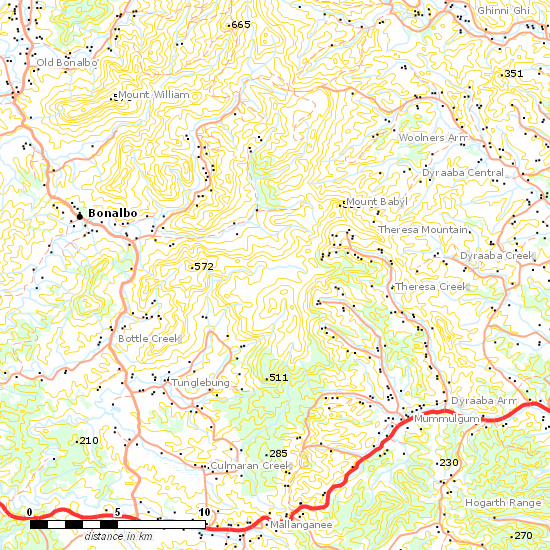 Ghinni Ghi
665
Old Bonalbo
351
Mount William
Woolners Arm
Dyraaba Central
Mount Babyl
Bonalbo
Theresa Mountain
Dyraaba Creek
572
Theresa Creek
Bottle Creek
511
Tunglebung
Dyraaba Arm
Mummulgum
210
285
230
Culmaran Creek
Hogarth Range
0 5 10
Mallanganee
distance in km
270